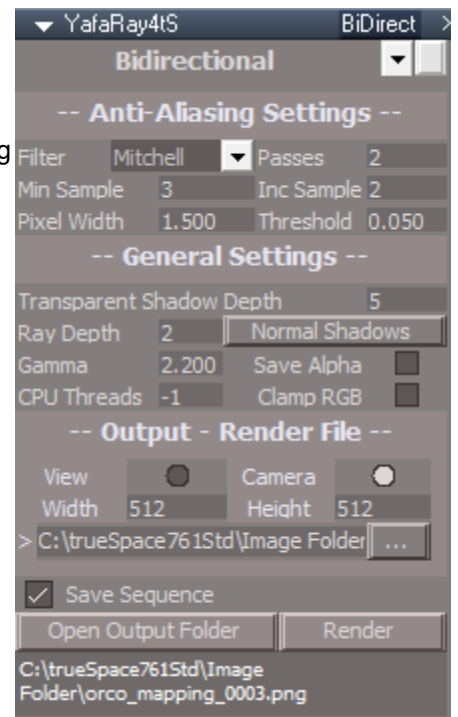 YafaRay4tS BiDirect >
Bidirectional
-- Anti-Aliasing Settings --
g Filter Mitchell Passes 2
Min Sample 3 Inc Sample 2
Pixel Width 1.500 Threshold 0.050
-- General Settings --
Transparent Shadow Depth 5
Ray Depth 2 Normal Shadows
Gamma 2.200 Save Alpha
CPU Threads -1 Clamp RGB
-- Output - Render File --
View Camera
Width 512 Height 512
> C:\trueSpace761Std\Image Folder ...
Save Sequence
Open Output Folder Render
C:\trueSpace761Std\Image
Folder\orco_mapping_0003.png